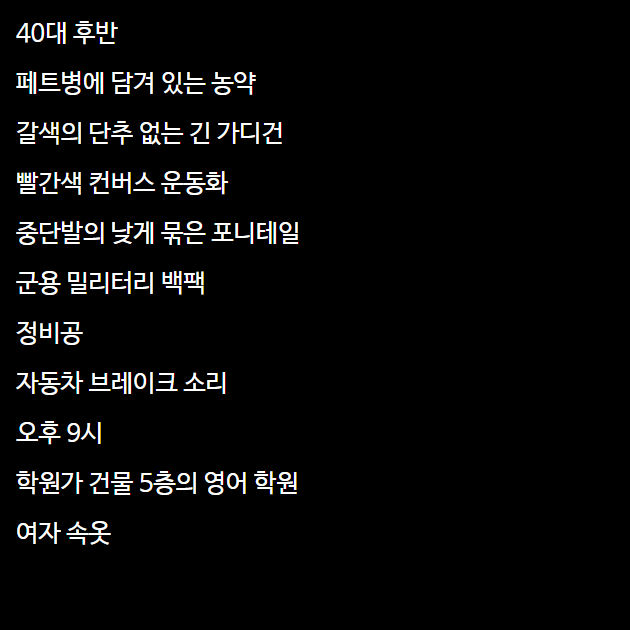 40대 후반
페트병에 담겨 있는 농약
갈색의 단추 없는 긴 가디건
빨간색 컨버스 운동화
중단발의 낮게 묶은 포니테일
군용 밀리터리 백팩
정비공
자동차 브레이크 소리
오후 9시
학원가 건물 5층의 영어 학원
여자 속옷